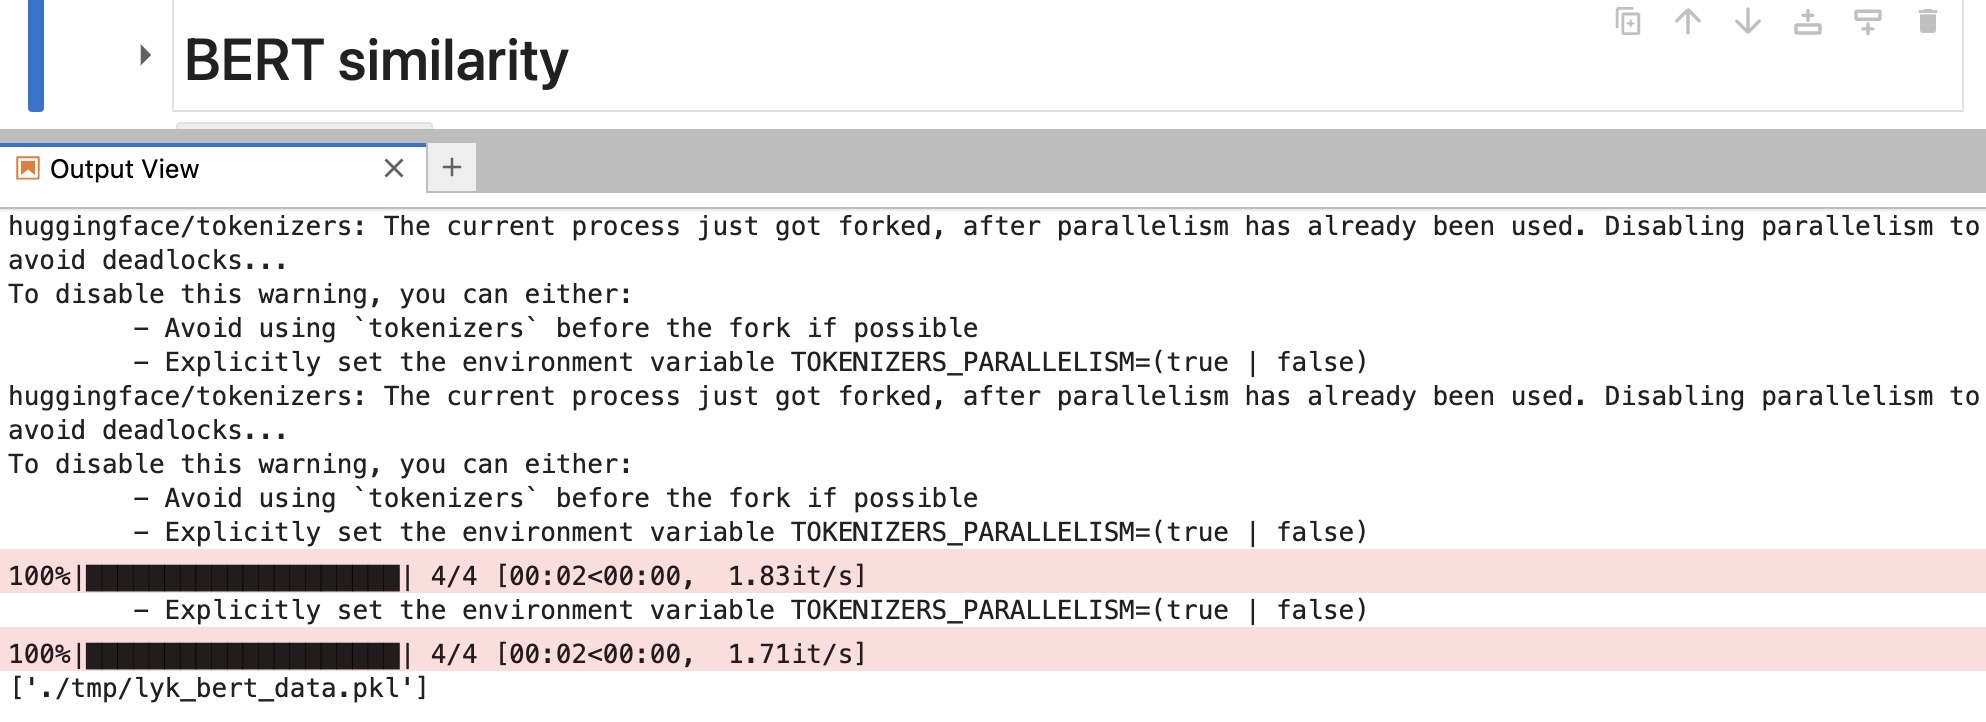 BERT similarity
Output View
huggingface/tokenizers: The current process just got forked, after parallelism has already been used. Disabling parallelism to
avoid deadlocks...
To disable this warning, you can either:
	- Avoid using `tokenizers` before the fork if possible
	- Explicitly set the environment variable TOKENIZERS_PARALLELISM=(true | false)
huggingface/tokenizers: The current process just got forked, after parallelism has already been used. Disabling parallelism to
avoid deadlocks...
To disable this warning, you can either:
	- Avoid using `tokenizers` before the fork if possible
	- Explicitly set the environment variable TOKENIZERS_PARALLELISM=(true | false)
100%|████████████████████| 4/4 [00:02<00:00,  1.83it/s]
	- Explicitly set the environment variable TOKENIZERS_PARALLELISM=(true | false)
100%|████████████████████| 4/4 [00:02<00:00,  1.71it/s]
['./tmp/lyk_bert_data.pkl']